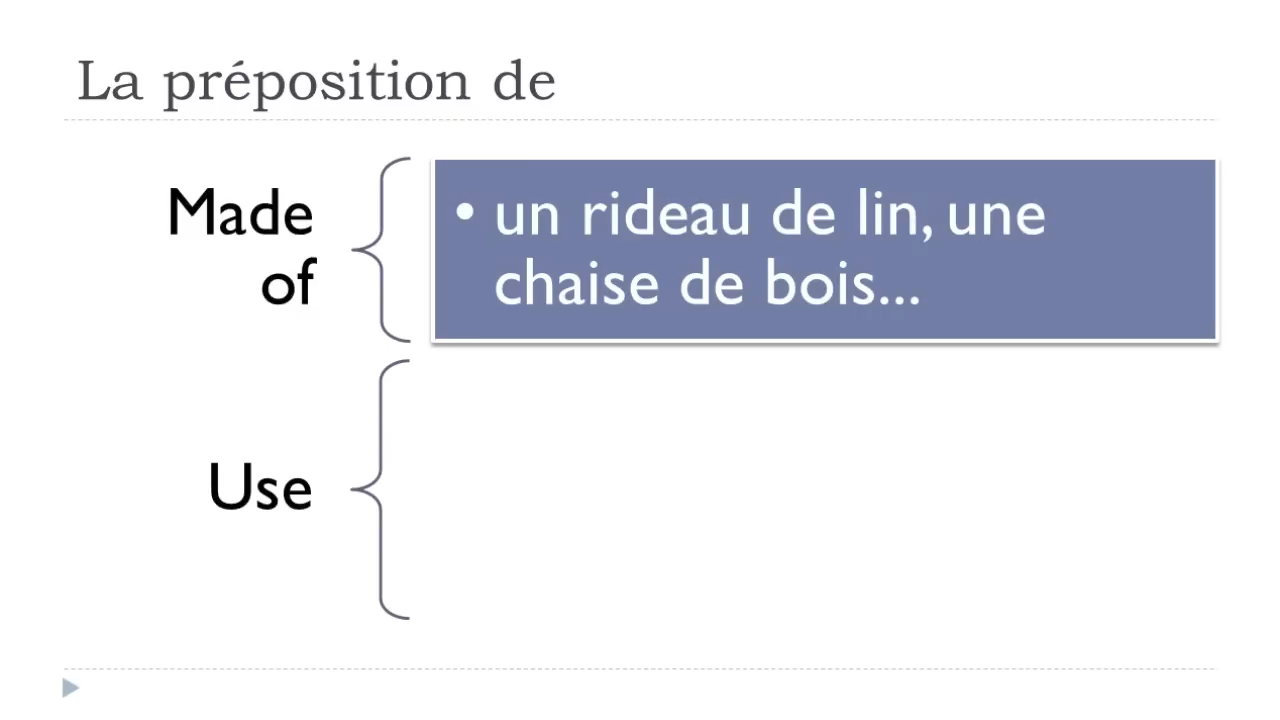 La préposition de
Made
of
• un rideau de lin, une
chaise de bois...
Use